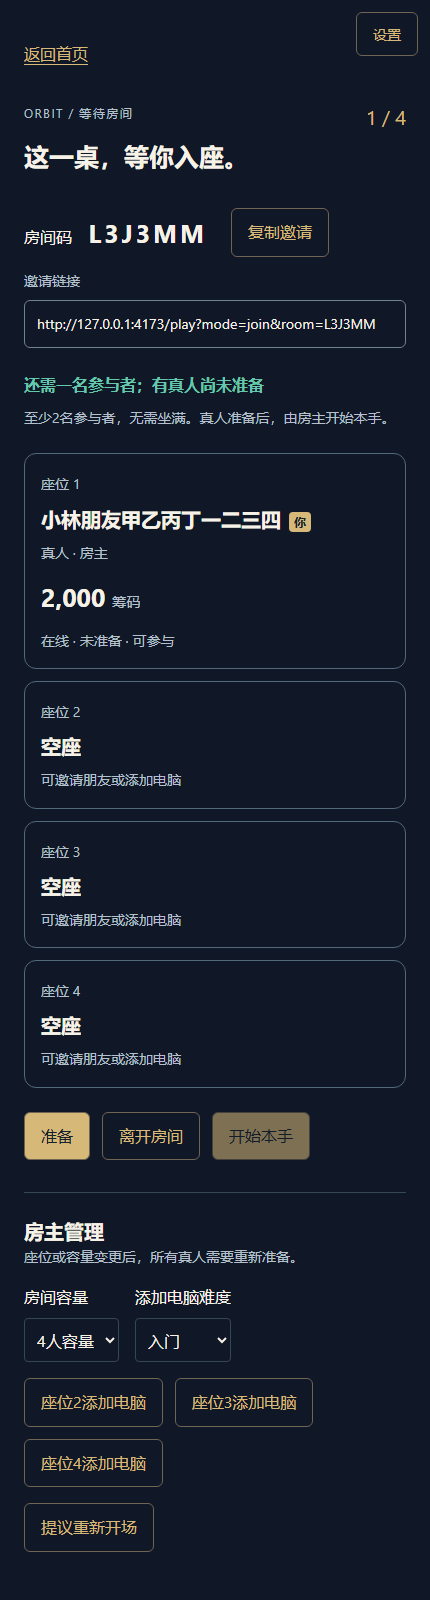 设置
返回首页
ORBIT / 等待房间
1 / 4
这一桌，等你入座。
房间码 L3J3MM 复制邀请
邀请链接
http://127.0.0.1:4173/play?mode=join&room=L3J3MM
还需一名参与者；有真人尚未准备
至少2名参与者，无需坐满。真人准备后，由房主开始本手。
座位 1
小林朋友甲乙丙丁一二三四 你
真人 · 房主
2,000 筹码
在线 · 未准备 · 可参与
座位 2
空座
可邀请朋友或添加电脑
座位 3
空座
可邀请朋友或添加电脑
座位 4
空座
可邀请朋友或添加电脑
准备 离开房间 开始本手
房主管理
座位或容量变更后，所有真人需要重新准备。
房间容量 添加电脑难度
4人容量 入门
座位2添加电脑 座位3添加电脑
座位4添加电脑
提议重新开场